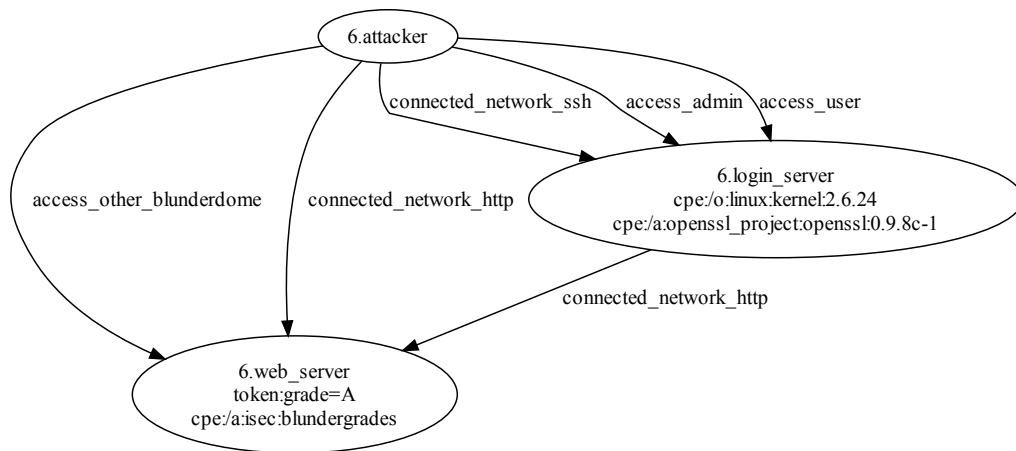 6.attacker
connected_network_ssh
access_admin
access_user
access_other_blunderdome
connected_network_http
6.login_server
cpe:/o:linux:kernel:2.6.24
cpe:/a:openssl_project:openssl:0.9.8c-1
connected_network_http
6.web_server
token:grade=A
cpe:/a:isec:blundergrades